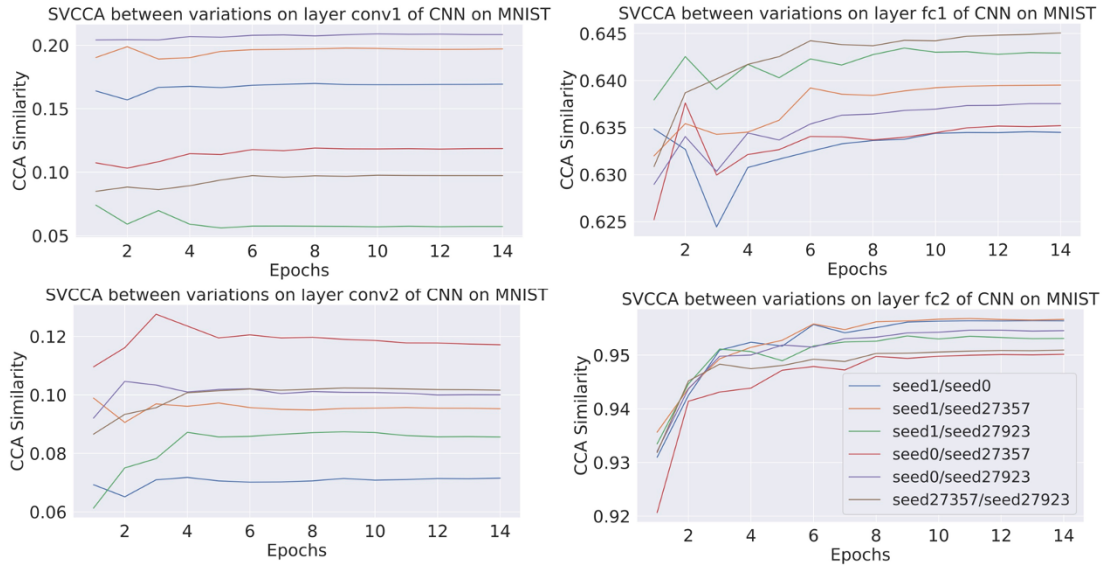 SVCCA between variations on layer conv1 of CNN on MNIST
CCA Similarity
0.20
0.15
0.10
0.05
2 4 6 8 10 12 14
Epochs
SVCCA between variations on layer fc1 of CNN on MNIST
CCA Similarity
0.645
0.640
0.635
0.630
0.625
2 4 6 8 10 12 14
Epochs
SVCCA between variations on layer conv2 of CNN on MNIST
CCA Similarity
0.12
0.10
0.08
0.06
2 4 6 8 10 12 14
Epochs
SVCCA between variations on layer fc2 of CNN on MNIST
CCA Similarity
0.95
0.94
0.93
0.92
seed1/seed0
seed1/seed27357
seed1/seed27923
seed0/seed27357
seed0/seed27923
seed27357/seed27923
2 4 6 8 10 12 14
Epochs